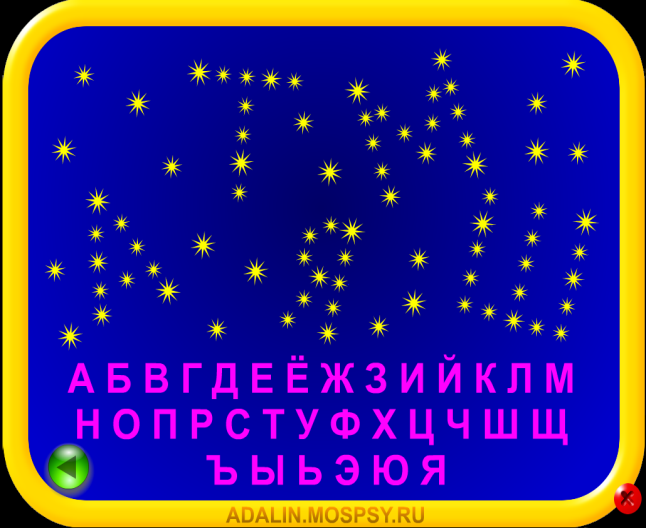 Т М
Я Ш
А Б В Г Д Е Ё Ж З И Й К Л М
Н О П Р С Т У Ф Х Ц Ч Ш Щ
Ъ Ы Ь Э Ю Я
ADALIN.MOSPSY.RU